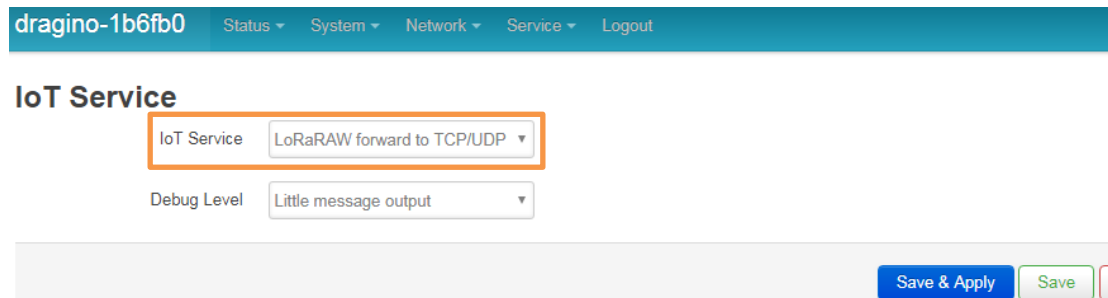 dragino-1b6fb0 Status System Network Service Logout
IoT Service
IoT Service LoRaRAW forward to TCP/UDP
Debug Level Little message output
Save & Apply Save